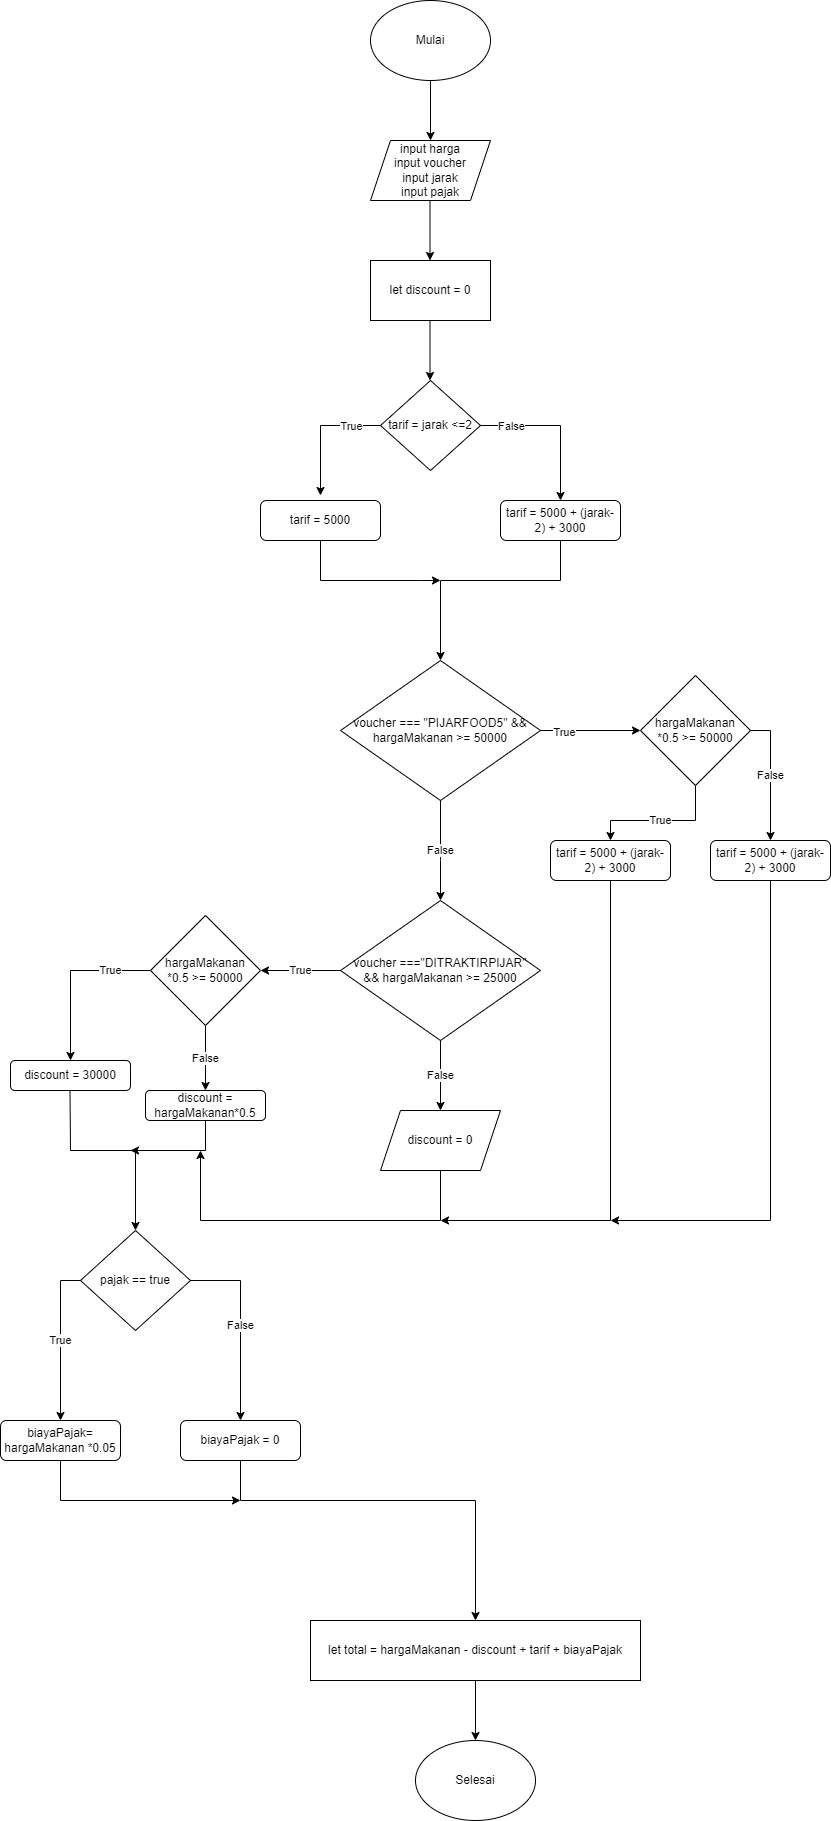 Mulai
input harga
input voucher
input jarak
input pajak
let discount = 0
tarif = jarak <=2
True
False
tarif = 5000
tarif = 5000 + (jarak-
2) + 3000
voucher === "PIJARFOOD5" &&
hargaMakanan >= 50000
True
hargaMakanan
*0.5 >= 50000
False
True
False
tarif = 5000 + (jarak-
2) + 3000
tarif = 5000 + (jarak-
2) + 3000
voucher ==="DITRAKTIRPIJAR"
&& hargaMakanan >= 25000
True
hargaMakanan
*0.5 >= 50000
True
False
False
discount = 30000
discount =
hargaMakanan*0.5
discount = 0
pajak == true
True
False
biayaPajak=
hargaMakanan *0.05
biayaPajak = 0
let total = hargaMakanan - discount + tarif + biayaPajak
Selesai